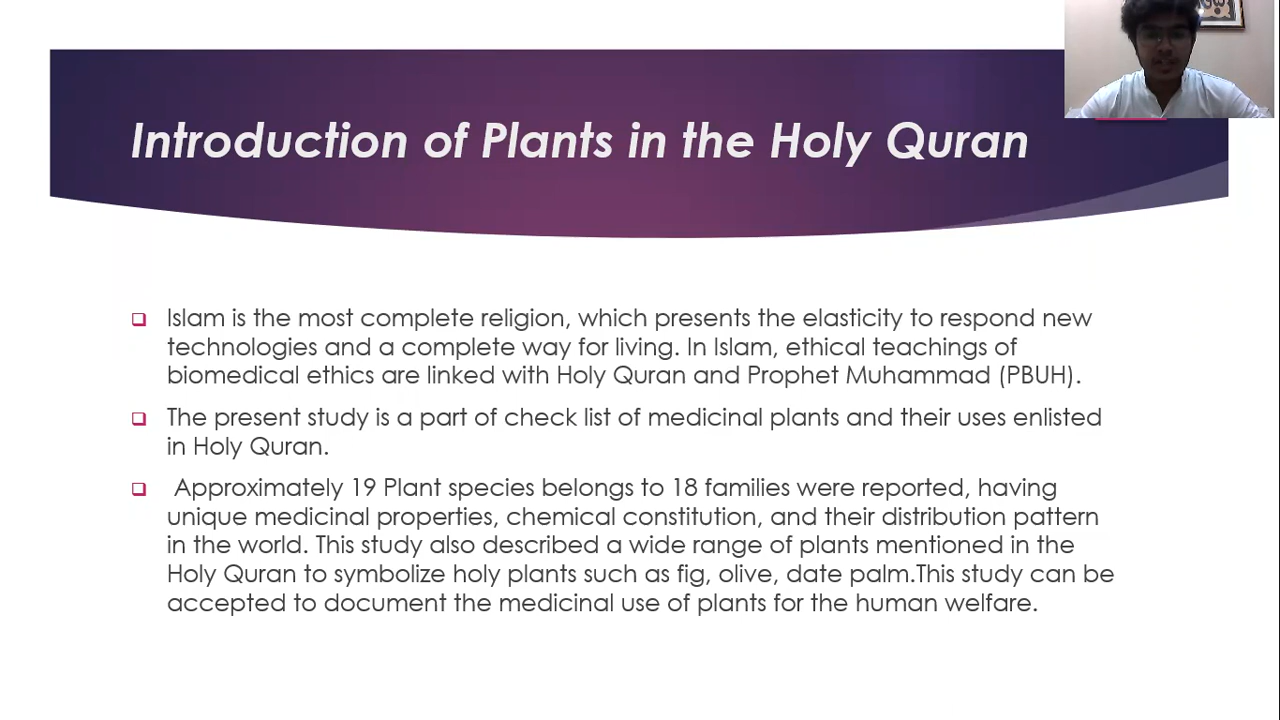 Introduction of Plants in the Holy Quran
Islam is the most complete religion, which presents the elasticity to respond new
technologies and a complete way for living. In Islam, ethical teachings of
biomedical ethics are linked with Holy Quran and Prophet Muhammad (PBUH).
The present study is a part of check list of medicinal plants and their uses enlisted
in Holy Quran.
Approximately 19 Plant species belongs to 18 families were reported, having
unique medicinal properties, chemical constitution, and their distribution pattern
in the world. This study also described a wide range of plants mentioned in the
Holy Quran to symbolize holy plants such as fig, olive, date palm.This study can be
accepted to document the medicinal use of plants for the human welfare.